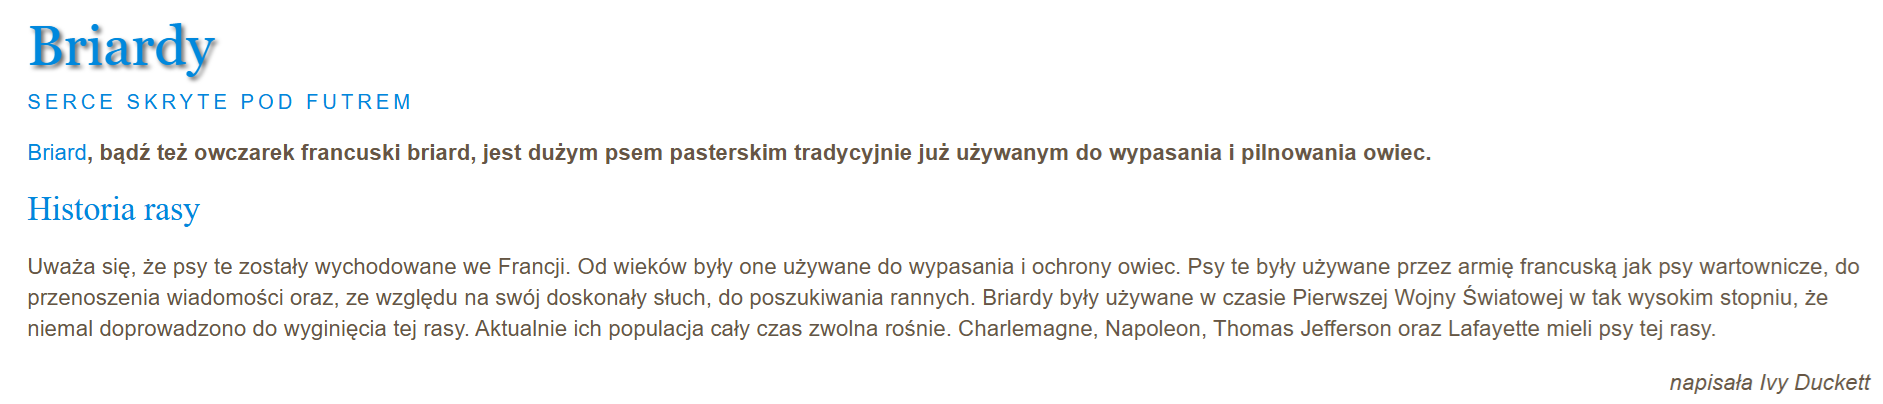 Briardy
SERCE SKRYTE POD FUTREM
Briard, bądź też owczarek francuski briard, jest dużym psem pasterskim tradycyjnie już używanym do wypasania i pilnowania owiec.
Historia rasy
Uważa się, że psy te zostały wychodowane we Francji. Od wieków były one używane do wypasania i ochrony owiec. Psy te były używane przez armię francuską jak psy wartownicze, do
przenoszenia wiadomości oraz, ze względu na swój doskonały słuch, do poszukiwania rannych. Briardy były używane w czasie Pierwszej Wojny Światowej w tak wysokim stopniu, że
niemal doprowadzono do wyginięcia tej rasy. Aktualnie ich populacja cały czas zwolna rośnie. Charlemagne, Napoleon, Thomas Jefferson oraz Lafayette mieli psy tej rasy.
napisała Ivy Duckett